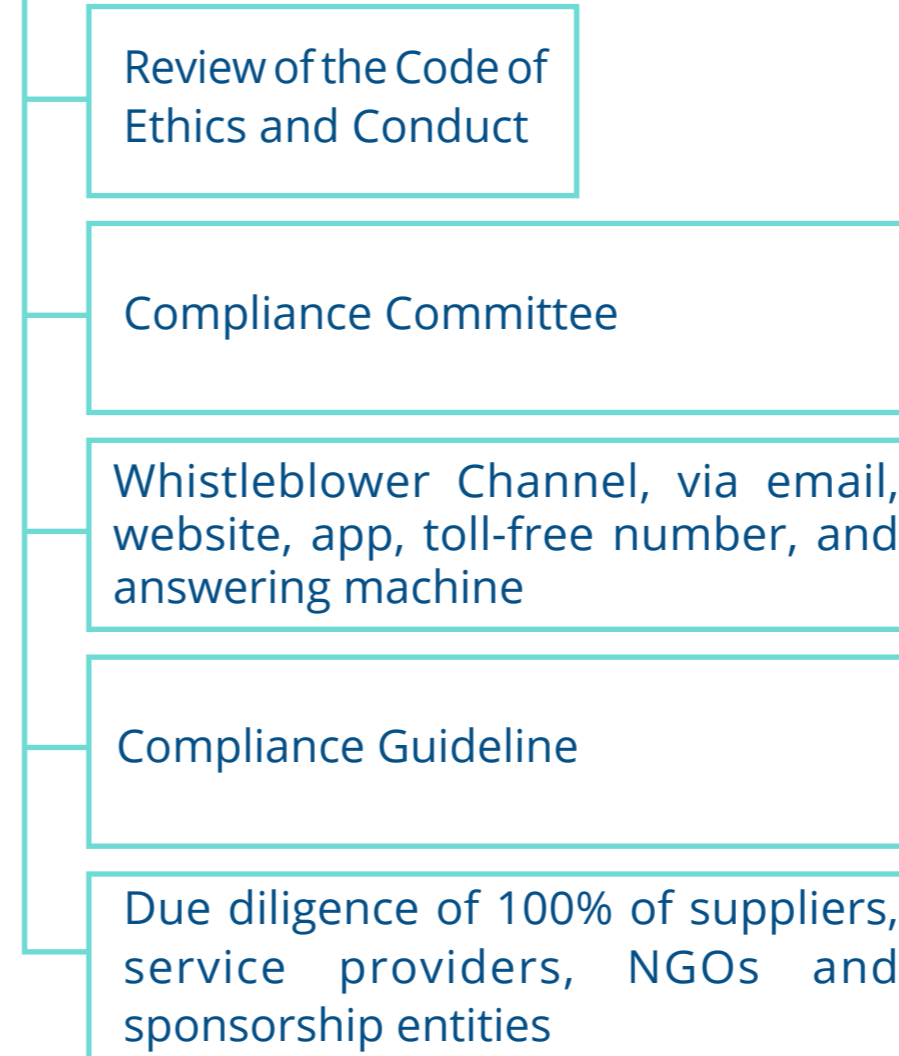 Review of the Code of
Ethics and Conduct
Compliance Committee
Whistleblower Channel, via email,
website, app, toll-free number, and
answering machine
Compliance Guideline
Due diligence of 100% of suppliers,
service providers, NGOs and
sponsorship entities